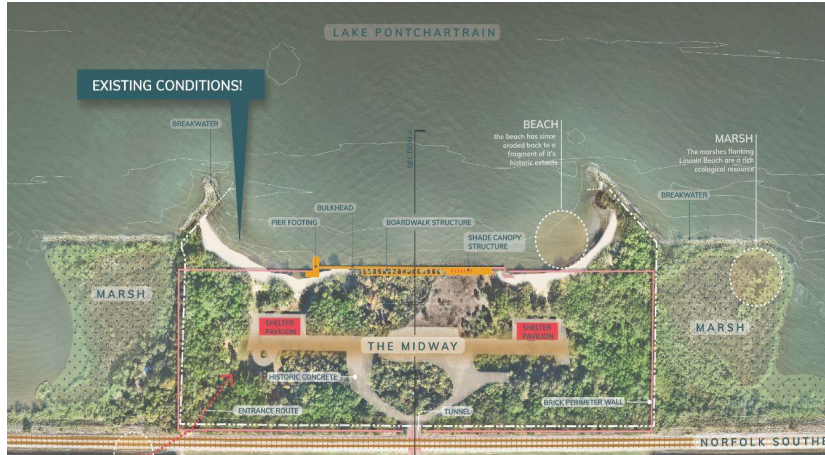 LAKE PONTCHARTRAIN
EXISTING CONDITIONS!
BREAKWATER
SECTION A
BEACH
the beach has since
eroded back to a
fragment of it's
historic extents
MARSH
The marshes flanking
Lincoln Beach are a rich
ecological resource
BREAKWATER
BULKHEAD
PIER FOOTING
BOARDWALK STRUCTURE
SHADE CANOPY
STRUCTURE
MARSH
SHELTER
PAVILION
SHELTER
PAVILION
MARSH
THE MIDWAY
HISTORIC CONCRETE
ENTRANCE ROUTE
TUNNEL
BRICK PERIMETER WALL
NORFOLK SOUTHE